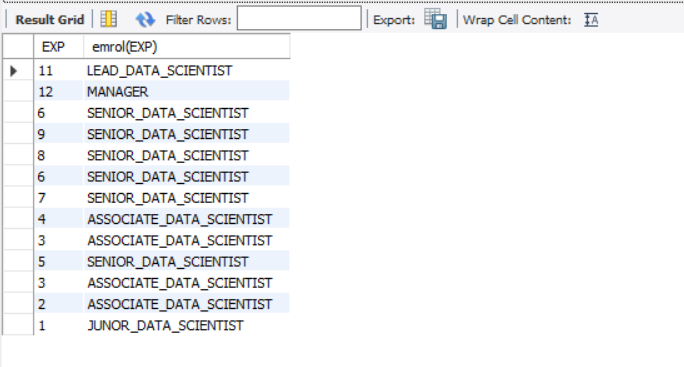 Result Grid Filter Rows: Export: Wrap Cell Content:
EXP emrol(EXP)
11 LEAD_DATA_SCIENTIST
12 MANAGER
6 SENIOR_DATA_SCIENTIST
9 SENIOR_DATA_SCIENTIST
8 SENIOR_DATA_SCIENTIST
6 SENIOR_DATA_SCIENTIST
7 SENIOR_DATA_SCIENTIST
4 ASSOCIATE_DATA_SCIENTIST
3 ASSOCIATE_DATA_SCIENTIST
5 SENIOR_DATA_SCIENTIST
3 ASSOCIATE_DATA_SCIENTIST
2 ASSOCIATE_DATA_SCIENTIST
1 JUNOR_DATA_SCIENTIST